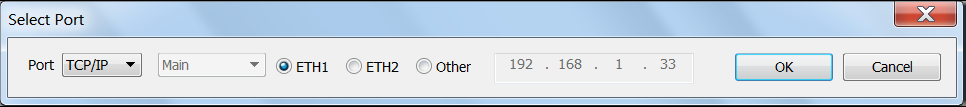 Select Port
Port TCP/IP Main ETH1 ETH2 Other 192 . 168 . 1 . 33 OK Cancel